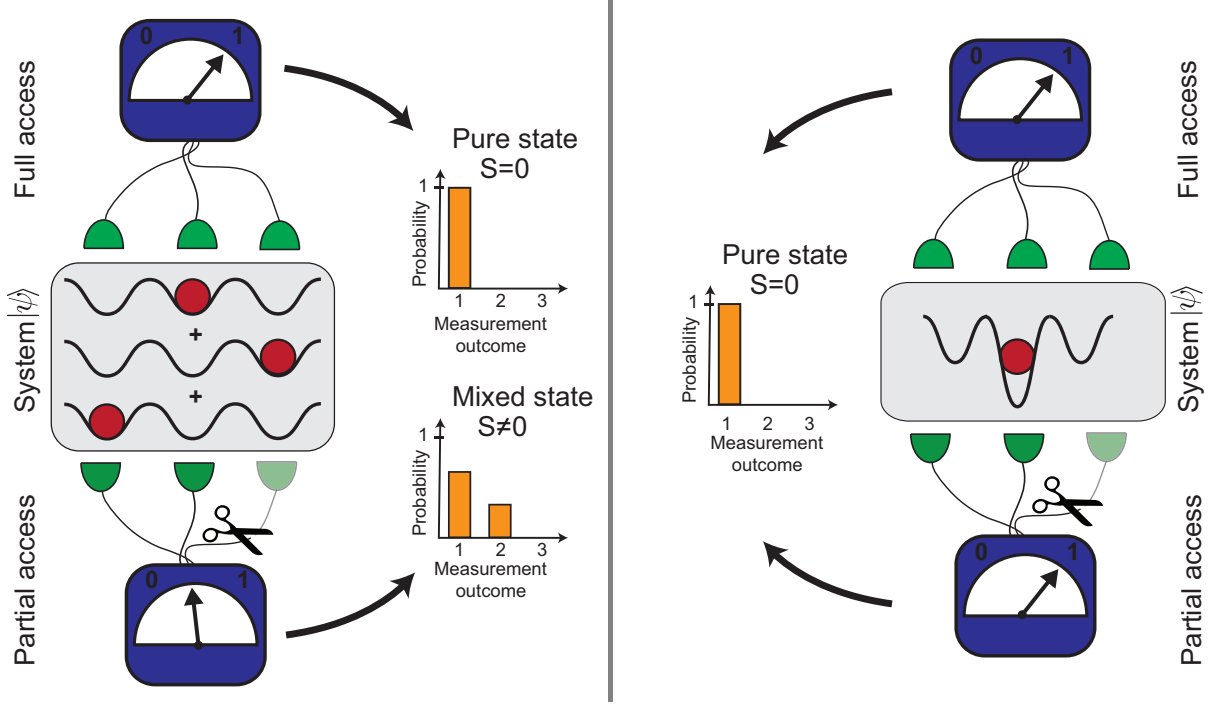 Full access
0 1
Pure state
S=0
Probability
1
1 2 3
Measurement
outcome
System |ψ⟩
+
+
Mixed state
S≠0
Probability
1
1 2 3
Measurement
outcome
Partial access
0 1
0 1
Full access
Pure state
S=0
Probability
1
1 2 3
Measurement
outcome
System |ψ⟩
0 1
Partial access